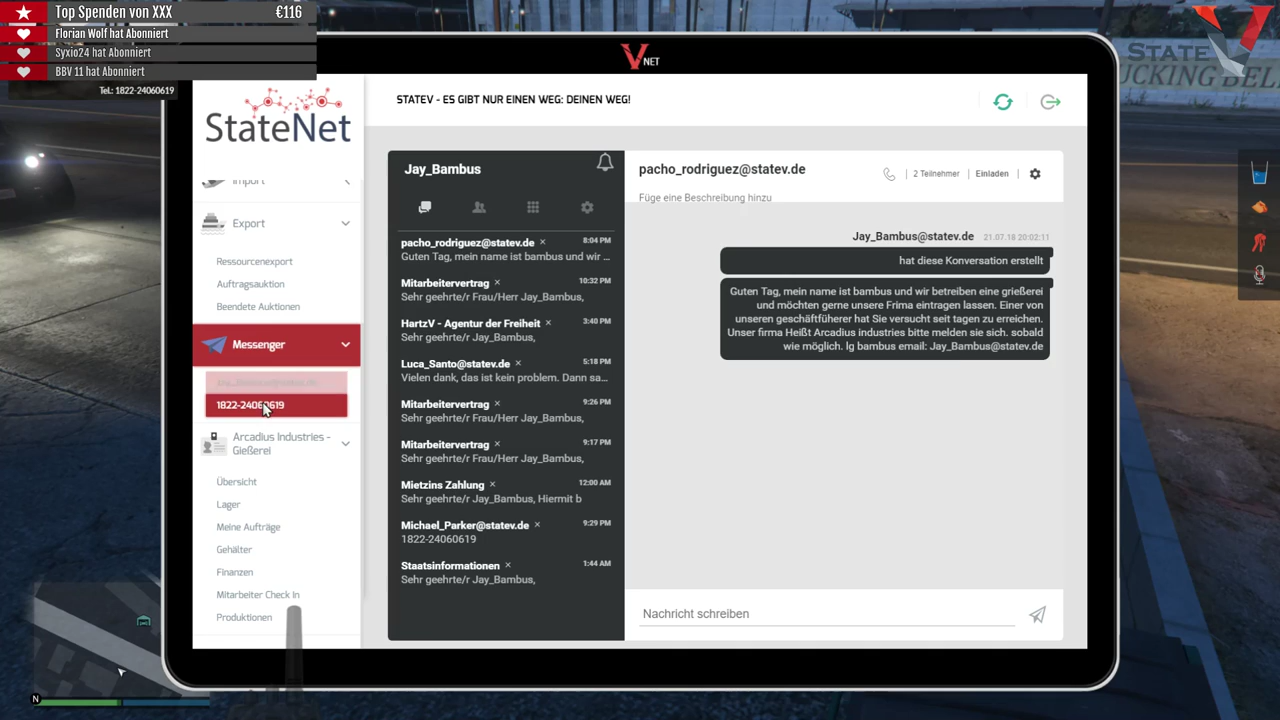 Top Spenden von XXX €116
Florian Wolf hat Abonniert
Syxio24 hat Abonniert
BBV 11 hat Abonniert
Tel.: 1822-24060619
STATE V
V NET
StateNet
STATEV - ES GIBT NUR EINEN WEG: DEINEN WEG!
Import
Export
Ressourcenexport
Auftragsauktion
Beendete Auktionen
Messenger
1822-24060619
Arcadius Industries -
Gießerei
Übersicht
Lager
Meine Aufträge
Gehälter
Finanzen
Mitarbeiter Check In
Produktionen
Jay_Bambus
pacho_rodriguez@statev.de × 8:04 PM
Guten Tag, mein name ist bambus und wir ...
Mitarbeitervertrag × 10:32 PM
Sehr geehrte/r Frau/Herr Jay_Bambus,
HartzV - Agentur der Freiheit × 3:40 PM
Sehr geehrte/r Jay_Bambus,
Luca_Santo@statev.de × 5:18 PM
Vielen dank, das ist kein problem. Dann sa...
Mitarbeitervertrag × 9:26 PM
Sehr geehrte/r Frau/Herr Jay_Bambus,
Mitarbeitervertrag × 9:17 PM
Sehr geehrte/r Frau/Herr Jay_Bambus,
Mietzins Zahlung × 12:00 AM
Sehr geehrte/r Jay_Bambus, Hiermit b
Michael_Parker@statev.de × 9:29 PM
1822-24060619
Staatsinformationen × 1:44 AM
Sehr geehrte/r Jay_Bambus,
pacho_rodriguez@statev.de
2 Teilnehmer Einladen
Füge eine Beschreibung hinzu
Jay_Bambus@statev.de 21.07.18 20:02:11
hat diese Konversation erstellt
Guten Tag, mein name ist bambus und wir betreiben eine grießerei
und möchten gerne unsere Frima eintragen lassen. Einer von
unseren geschäftführer hat Sie versucht seit tagen zu erreichen.
Unser firma Heißt Arcadius industries bitte melden sie sich. sobald
wie möglich. lg bambus email: Jay_Bambus@statev.de
Nachricht schreiben
N